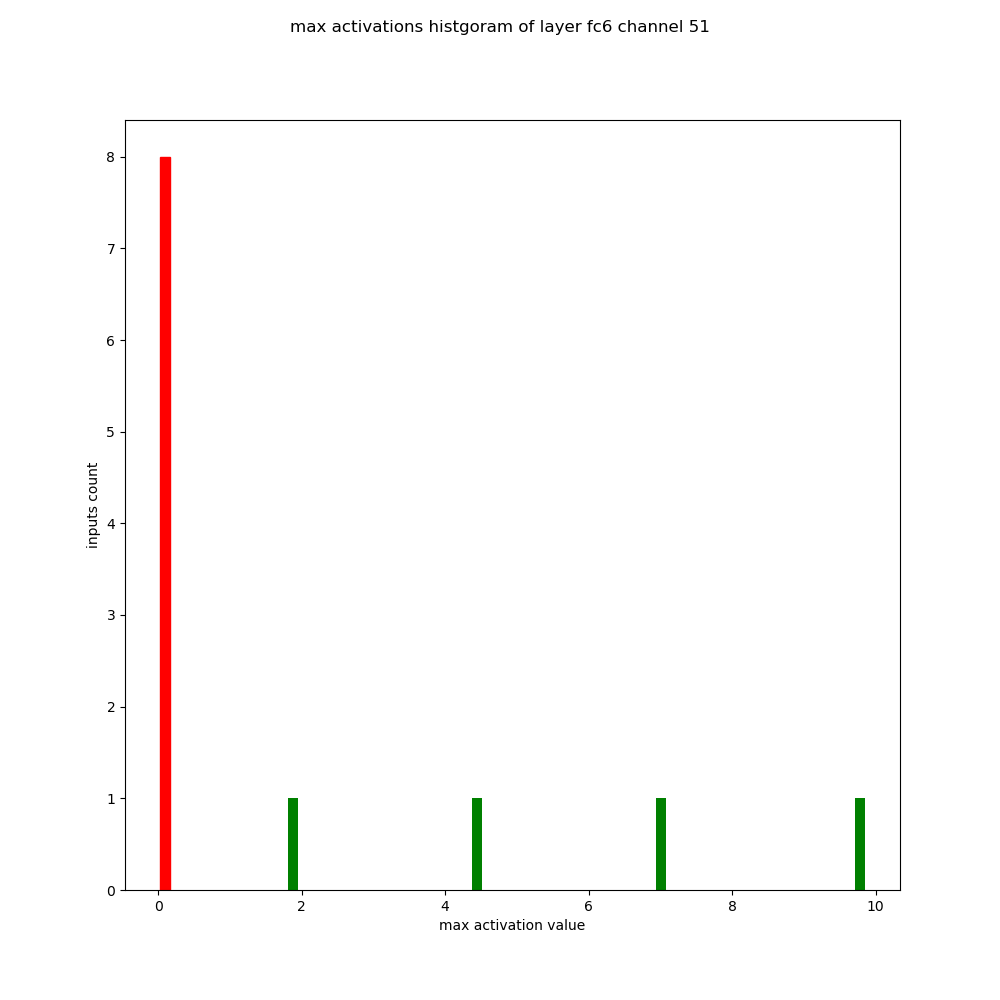 max activations histgoram of layer fc6 channel 51
8
7
6
5
4
3
2
1
0
inputs count
0 2 4 6 8 10
max activation value